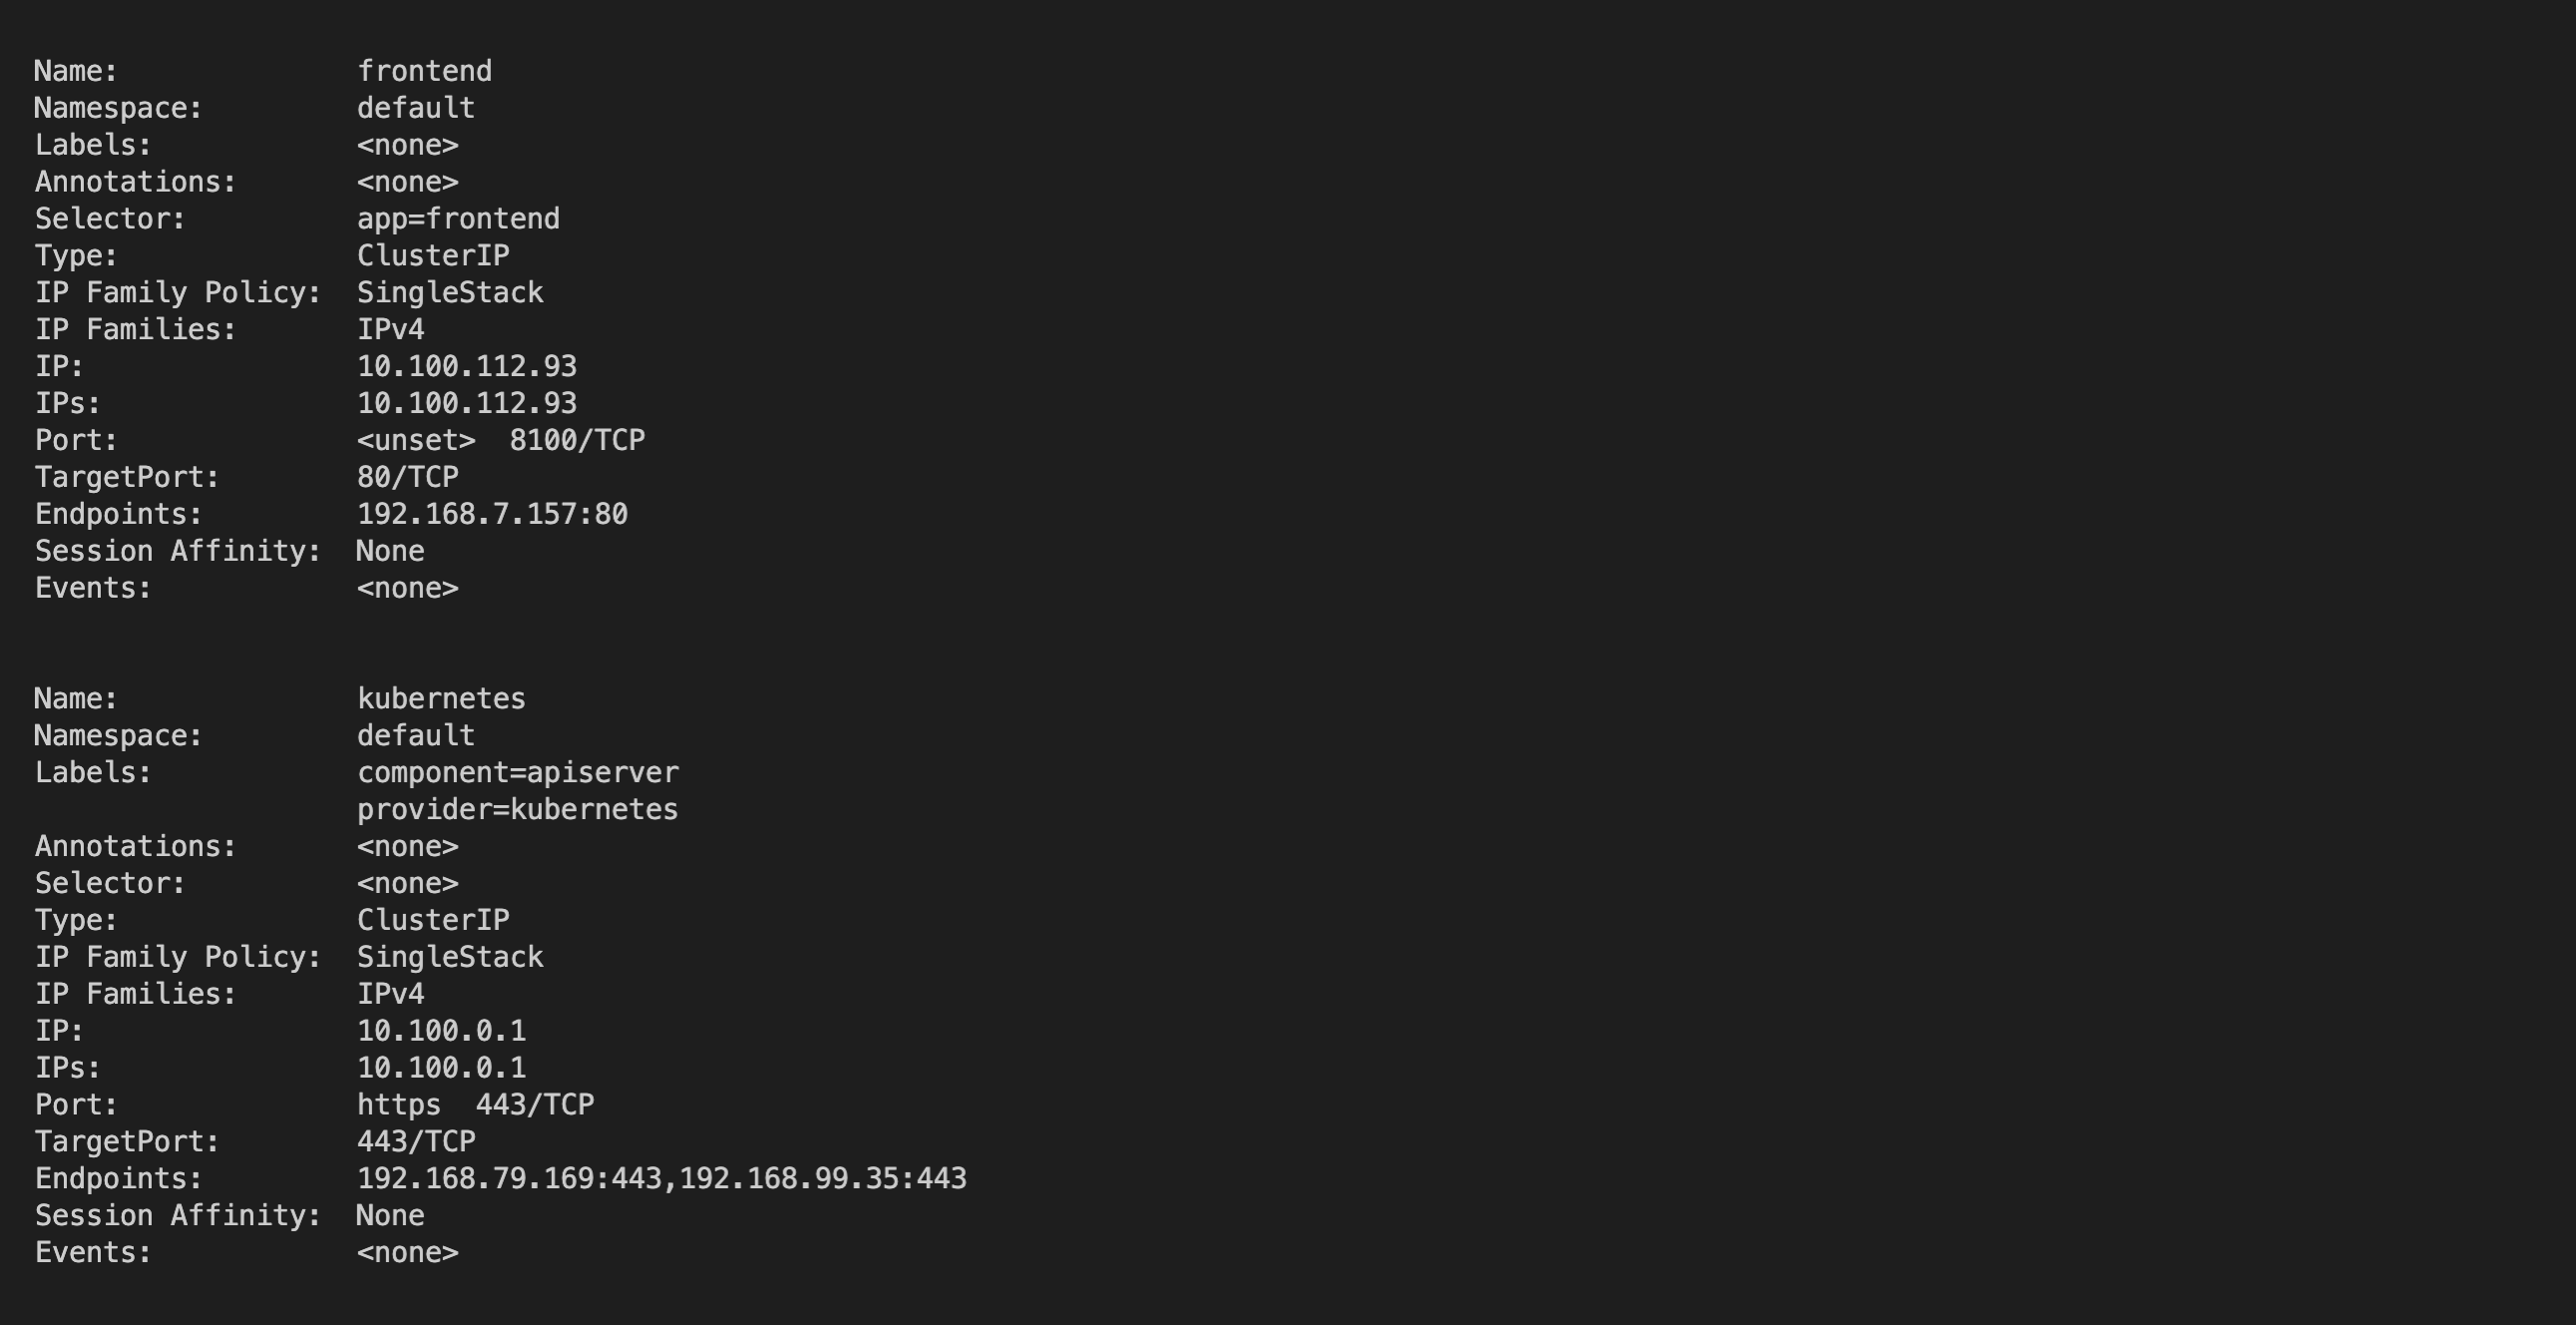 Name:              frontend
Namespace:         default
Labels:            <none>
Annotations:       <none>
Selector:          app=frontend
Type:              ClusterIP
IP Family Policy:  SingleStack
IP Families:       IPv4
IP:                10.100.112.93
IPs:               10.100.112.93
Port:              <unset>  8100/TCP
TargetPort:        80/TCP
Endpoints:         192.168.7.157:80
Session Affinity:  None
Events:            <none>
Name:              kubernetes
Namespace:         default
Labels:            component=apiserver
                   provider=kubernetes
Annotations:       <none>
Selector:          <none>
Type:              ClusterIP
IP Family Policy:  SingleStack
IP Families:       IPv4
IP:                10.100.0.1
IPs:               10.100.0.1
Port:              https  443/TCP
TargetPort:        443/TCP
Endpoints:         192.168.79.169:443,192.168.99.35:443
Session Affinity:  None
Events:            <none>